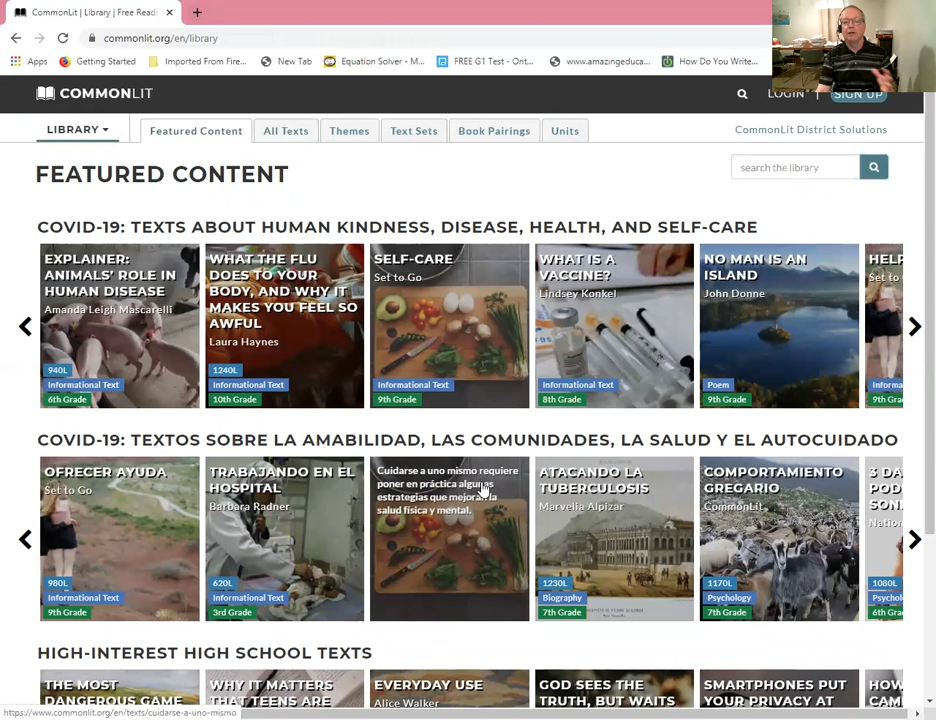 CommonLit | Library | Free Readi
commonlit.org/en/library
Apps
Getting Started
Imported From Fire...
New Tab
Equation Solver - M...
FREE G1 Test - Ont...
www.amazingeduca...
How Do You Write...
COMMONLIT
LOGIN
SIGN UP
LIBRARY
Featured Content
All Texts
Themes
Text Sets
Book Pairings
Units
CommonLit District Solutions
FEATURED CONTENT
search the library
COVID-19: TEXTS ABOUT HUMAN KINDNESS, DISEASE, HEALTH, AND SELF-CARE
EXPLAINER:
ANIMALS' ROLE IN
HUMAN DISEASE
Amanda Leigh Mascarelli
940L
Informational Text
6th Grade
WHAT THE FLU
DOES TO YOUR
BODY, AND WHY IT
MAKES YOU FEEL SO
AWFUL
Laura Haynes
1240L
Informational Text
10th Grade
SELF-CARE
Set to Go
Informational Text
9th Grade
WHAT IS A
VACCINE?
Lindsey Konkel
Informational Text
8th Grade
NO MAN IS AN
ISLAND
John Donne
Poem
9th Grade
HELP
Set to
Informa
9th Gra
COVID-19: TEXTOS SOBRE LA AMABILIDAD, LAS COMUNIDADES, LA SALUD Y EL AUTOCUIDADO
OFRECER AYUDA
Set to Go
980L
Informational Text
9th Grade
TRABAJANDO EN EL
HOSPITAL
Barbara Radner
620L
Informational Text
3rd Grade
Cuidarse a uno mismo requiere
poner en práctica algunas
estrategias que mejoran la
salud física y mental.
ATACANDO LA
TUBERCULOSIS
Marvelia Alpizar
1230L
Biography
7th Grade
COMPORTAMIENTO
GREGARIO
CommonLit
1170L
Psychology
7th Grade
3 DA
POD
SON
Nation
1080L
Psychol
6th Gra
HIGH-INTEREST HIGH SCHOOL TEXTS
THE MOST
DANGEROUS GAME
WHY IT MATTERS
THAT TEENS ARE
EVERYDAY USE
Alice Walker
GOD SEES THE
TRUTH, BUT WAITS
SMARTPHONES PUT
YOUR PRIVACY AT
HOW
CAM
https://www.commonlit.org/en/texts/cuidarse-a-uno-mismo